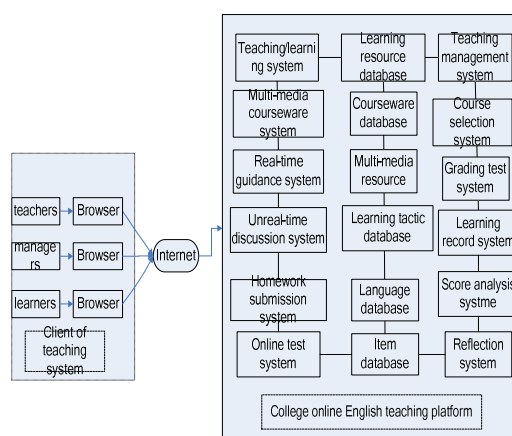 Teaching/learni
ng system
Learning
resource
database
Teaching
management
system
Multi-media
courseware
system
Courseware
database
Course
selection
system
Real-time
guidance system
Multi-media
resource
Grading test
system
teachers
Browser
Unreal-time
discussion system
Learning tactic
database
Learning
record system
manage
rs
Browser
Internet
learners
Browser
Homework
submission
system
Language
database
Score analysis
systme
Client of
teaching
system
Online test
system
Item
database
Reflection
system
College online English teaching platform